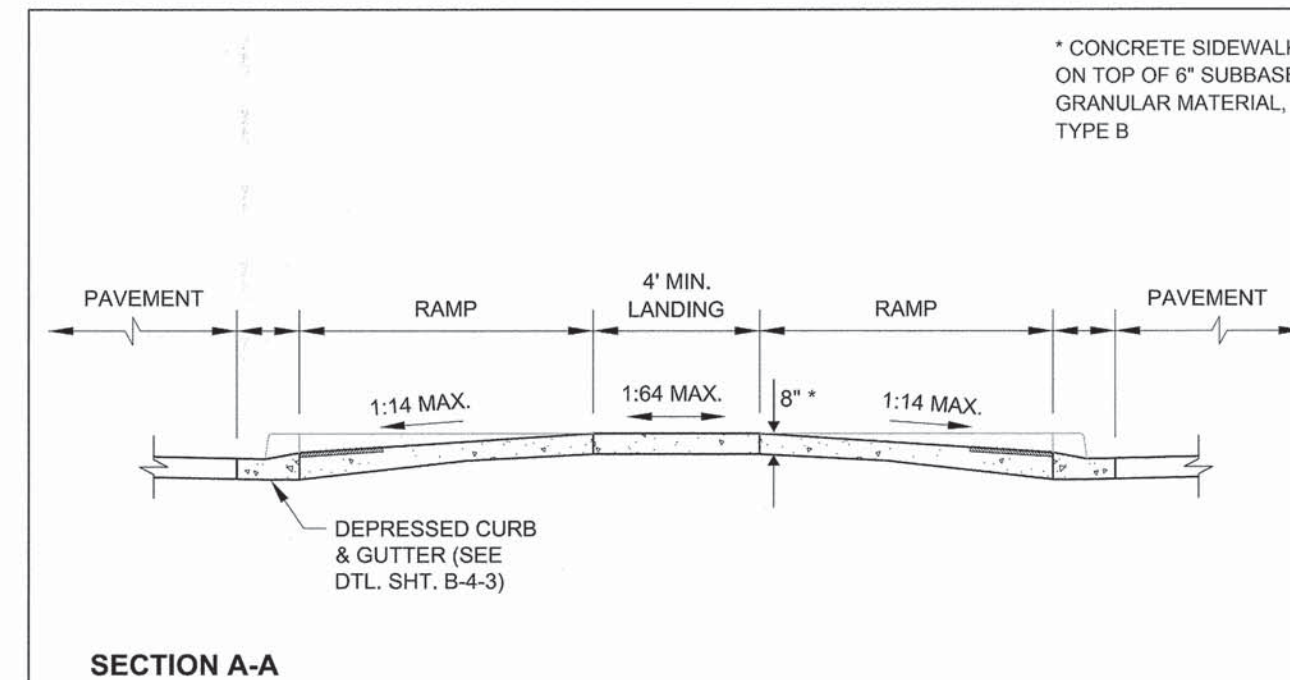 * CONCRETE SIDEWALK
ON TOP OF 6" SUBBASE
GRANULAR MATERIAL,
TYPE B
PAVEMENT
RAMP
4' MIN.
LANDING
RAMP
PAVEMENT
1:14 MAX.
1:64 MAX.
8" *
1:14 MAX.
DEPRESSED CURB
& GUTTER (SEE
DTL. SHT. B-4-3)
SECTION A-A